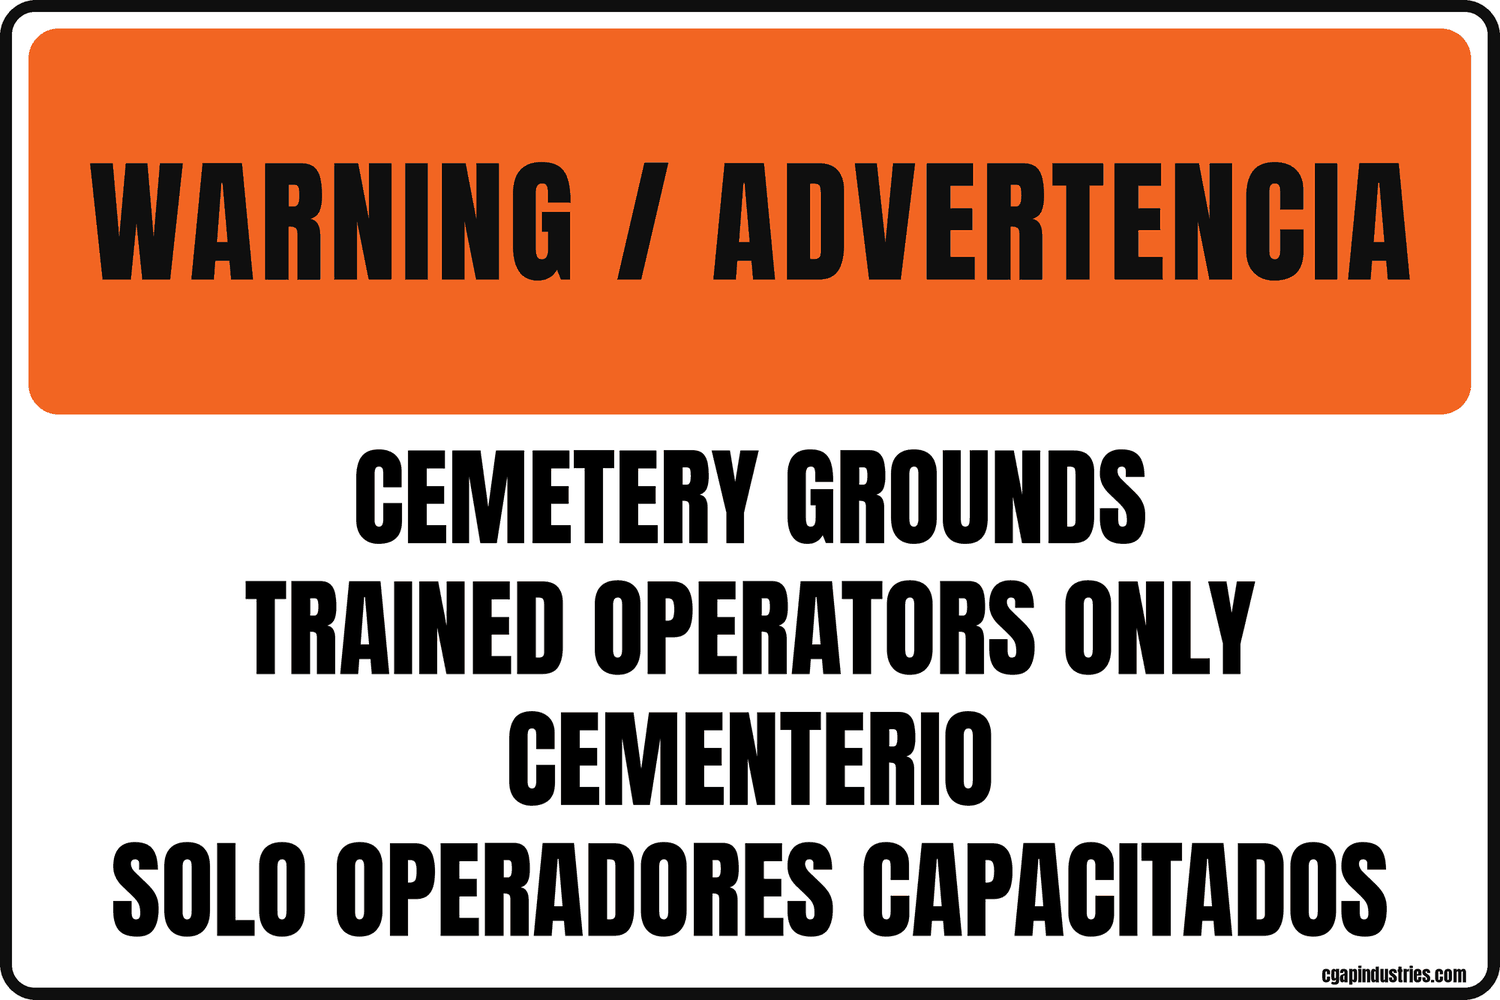 WARNING / ADVERTENCIA
CEMETERY GROUNDS
TRAINED OPERATORS ONLY
CEMENTERIO
SOLO OPERADORES CAPACITADOS
cgapindustries.com